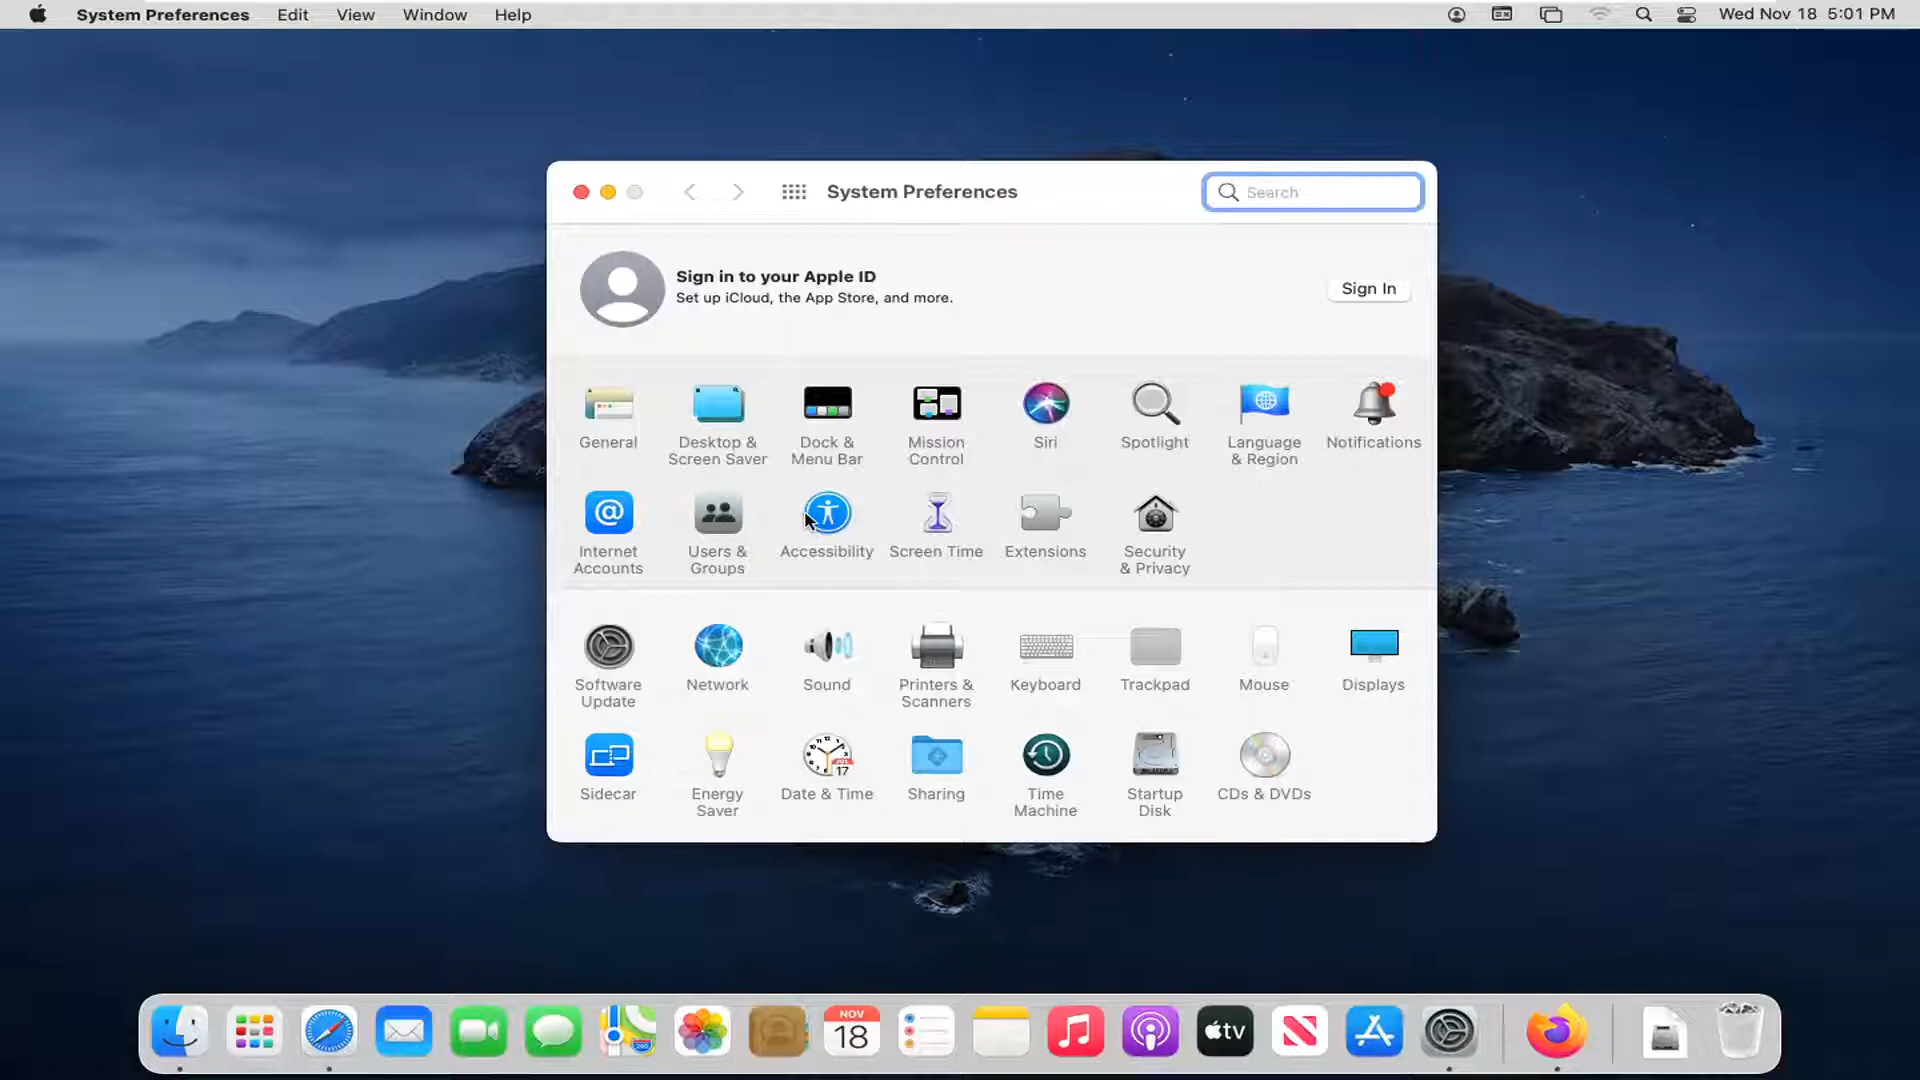 System Preferences Edit View Window Help Wed Nov 18 5:01 PM
System Preferences
Search
Sign in to your Apple ID
Set up iCloud, the App Store, and more.
Sign In
General
Desktop &
Screen Saver
Dock &
Menu Bar
Mission
Control
Siri
Spotlight
Language
& Region
Notifications
Internet
Accounts
Users &
Groups
Accessibility
Screen Time
Extensions
Security
& Privacy
Software
Update
Network
Sound
Printers &
Scanners
Keyboard
Trackpad
Mouse
Displays
Sidecar
Energy
Saver
JUL
17
Date & Time
Sharing
Time
Machine
Startup
Disk
CDs & DVDs
NOV
18
tv